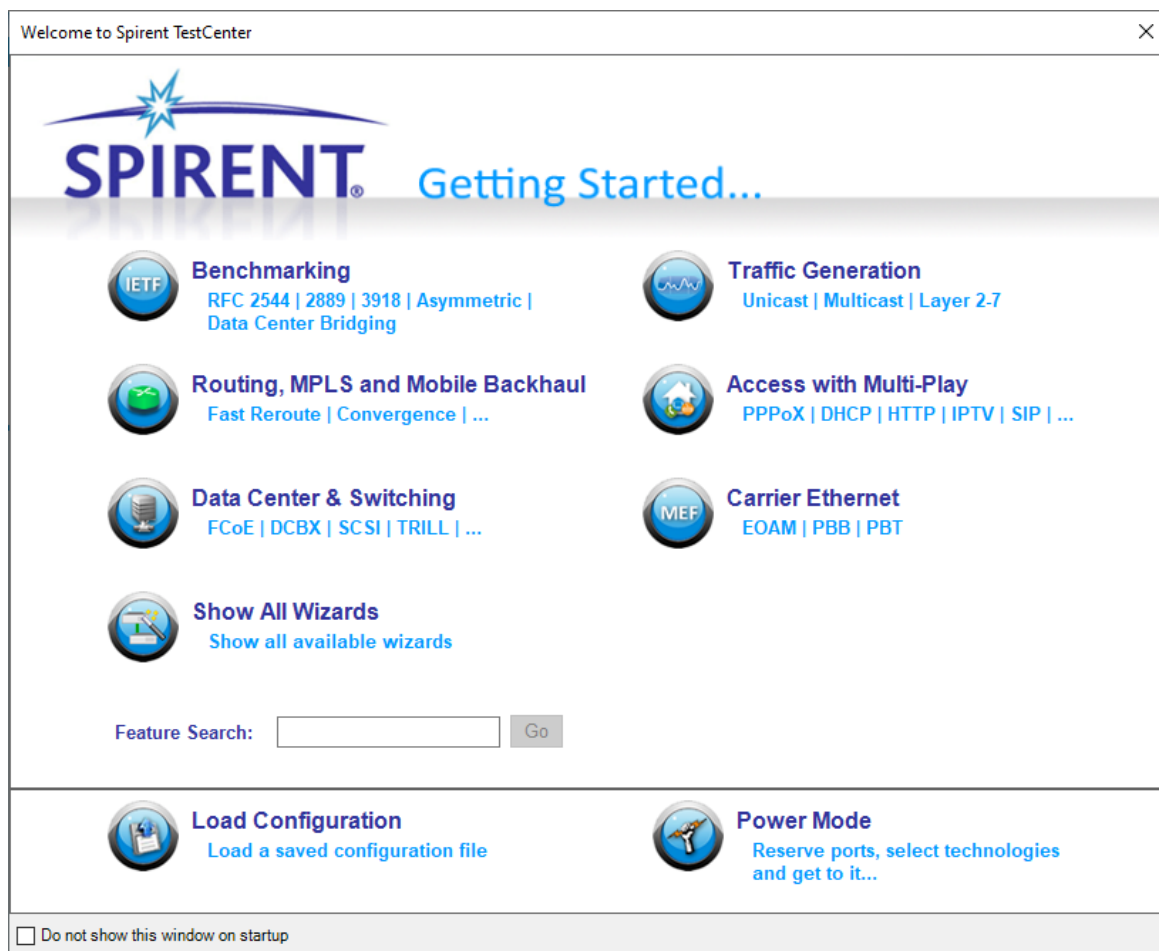 Welcome to Spirent TestCenter
SPIRENT®
Getting Started...
IETF
Benchmarking
RFC 2544 | 2889 | 3918 | Asymmetric |
Data Center Bridging
Traffic Generation
Unicast | Multicast | Layer 2-7
Routing, MPLS and Mobile Backhaul
Fast Reroute | Convergence | ...
Access with Multi-Play
PPPoX | DHCP | HTTP | IPTV | SIP | ...
Data Center & Switching
FCoE | DCBX | SCSI | TRILL | ...
MEF
Carrier Ethernet
EOAM | PBB | PBT
Show All Wizards
Show all available wizards
Feature Search:
Go
Load Configuration
Load a saved configuration file
Power Mode
Reserve ports, select technologies
and get to it...
Do not show this window on startup